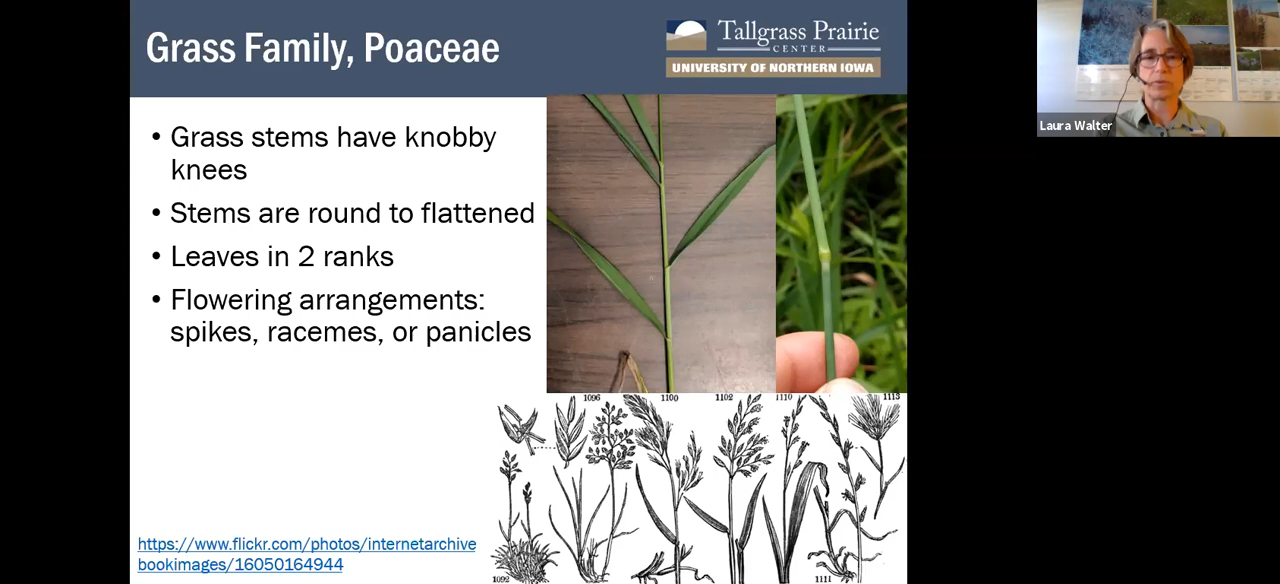 Grass Family, Poaceae
Tallgrass Prairie
CENTER
UNIVERSITY OF NORTHERN IOWA
Laura Walter
• Grass stems have knobby
knees
• Stems are round to flattened
• Leaves in 2 ranks
• Flowering arrangements:
spikes, racemes, or panicles
1096
1100
1102
1110
1113
https://www.flickr.com/photos/internetarchive
bookimages/16050164944
1092
1111